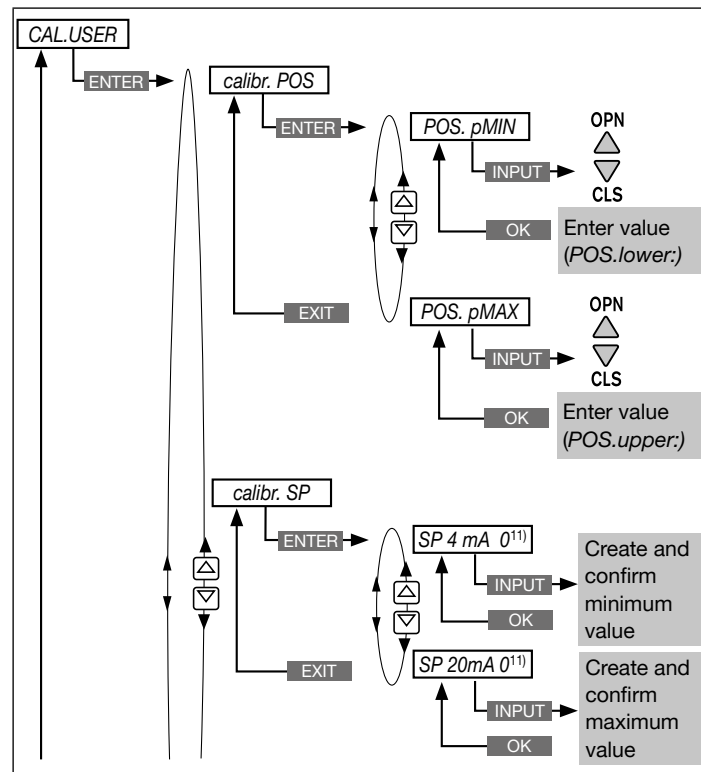 CAL.USER
ENTER
calibr. POS
ENTER
POS. pMIN
INPUT
OPN
CLS
OK
Enter value
(POS.lower:)
EXIT
POS. pMAX
INPUT
OPN
CLS
OK
Enter value
(POS.upper:)
calibr. SP
ENTER
SP 4 mA 0¹¹⁾
INPUT
OK
Create and
confirm
minimum
value
EXIT
SP 20mA 0¹¹⁾
INPUT
OK
Create and
confirm
maximum
value